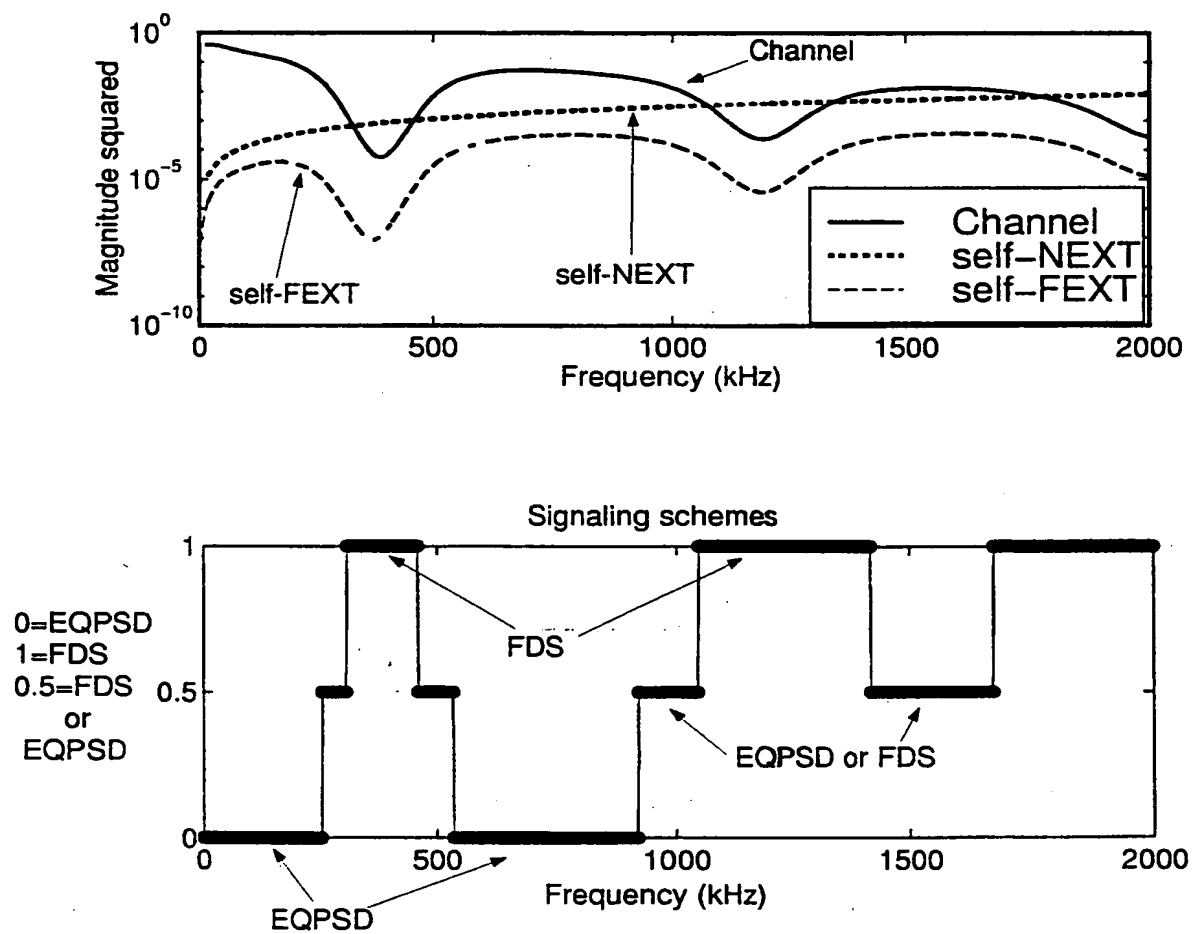 10^0
Channel
Magnitude squared
10^-5
Channel
self-NEXT
self-FEXT
self-NEXT
self-FEXT
10^-10
0
500
1000
1500
2000
Frequency (kHz)
Signaling schemes
1
0=EQPSD
1=FDS
0.5=FDS
or
EQPSD
FDS
0.5
EQPSD or FDS
0
0
500
1000
1500
2000
Frequency (kHz)
EQPSD